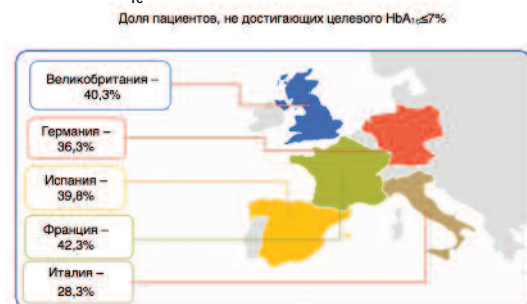 1c
Доля пациентов, не достигающих целевого HbA₁c≤7%
Великобритания –
40,3%
Германия –
36,3%
Испания –
39,8%
Франция –
42,3%
Италия –
28,3%